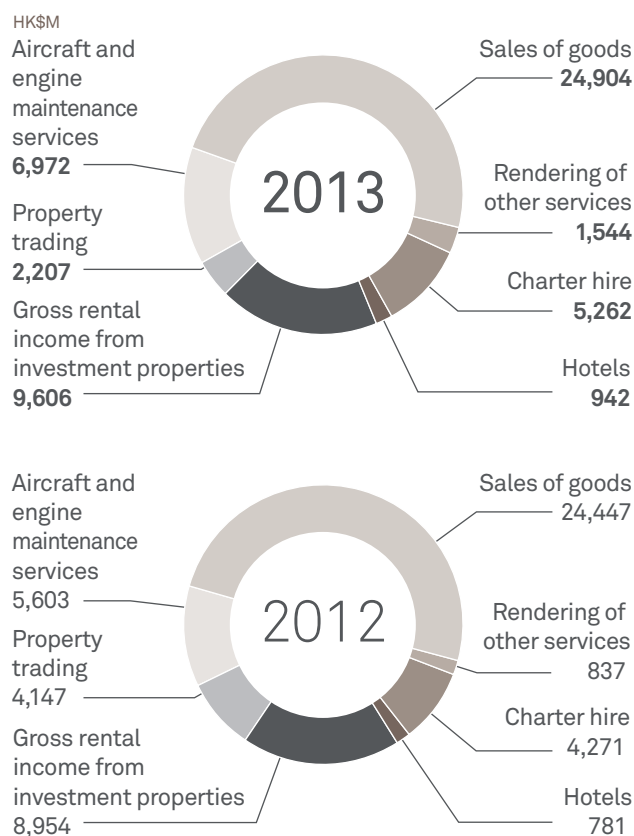 HK$M
Aircraft and
engine
maintenance
services
6,972
Property
trading
2,207
Gross rental
income from
investment properties
9,606
2013
Sales of goods
24,904
Rendering of
other services
1,544
Charter hire
5,262
Hotels
942
Aircraft and
engine
maintenance
services
5,603
Property
trading
4,147
Gross rental
income from
investment properties
8,954
2012
Sales of goods
24,447
Rendering of
other services
837
Charter hire
4,271
Hotels
781